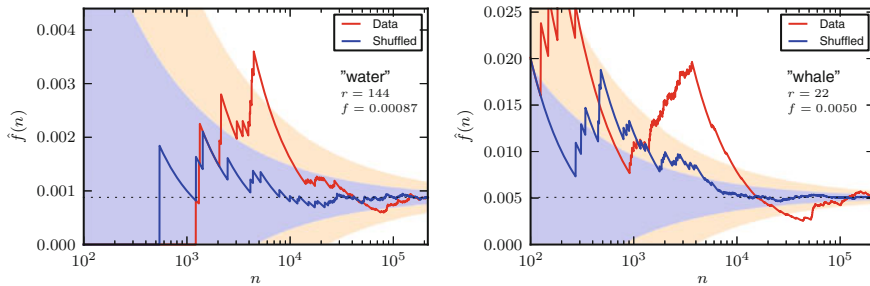 0.004
0.003
0.002
0.001
0.000
f̂(n)
Data
Shuffled
"water"
r = 144
f = 0.00087
10² 10³ 10⁴ 10⁵
n
0.025
0.020
0.015
0.010
0.005
0.000
f̂(n)
Data
Shuffled
"whale"
r = 22
f = 0.0050
10² 10³ 10⁴ 10⁵
n